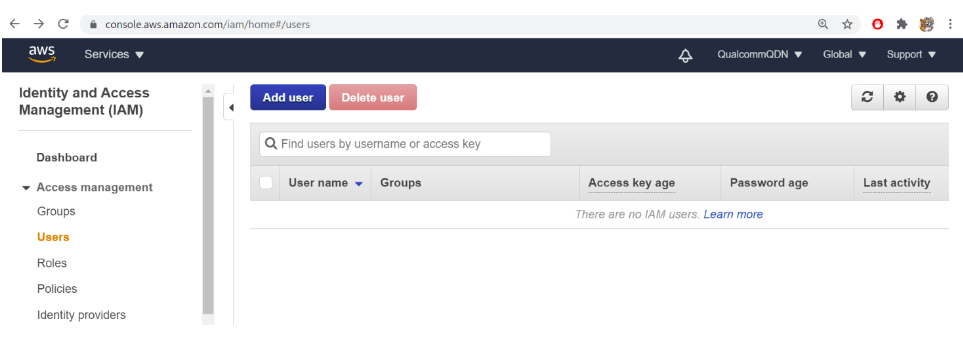 console.aws.amazon.com/iam/home#/users
aws
Services
QualcommQDN
Global
Support
Identity and Access
Management (IAM)
Add user
Delete user
Find users by username or access key
Dashboard
User name
Groups
Access key age
Password age
Last activity
Access management
There are no IAM users. Learn more
Groups
Users
Roles
Policies
Identity providers